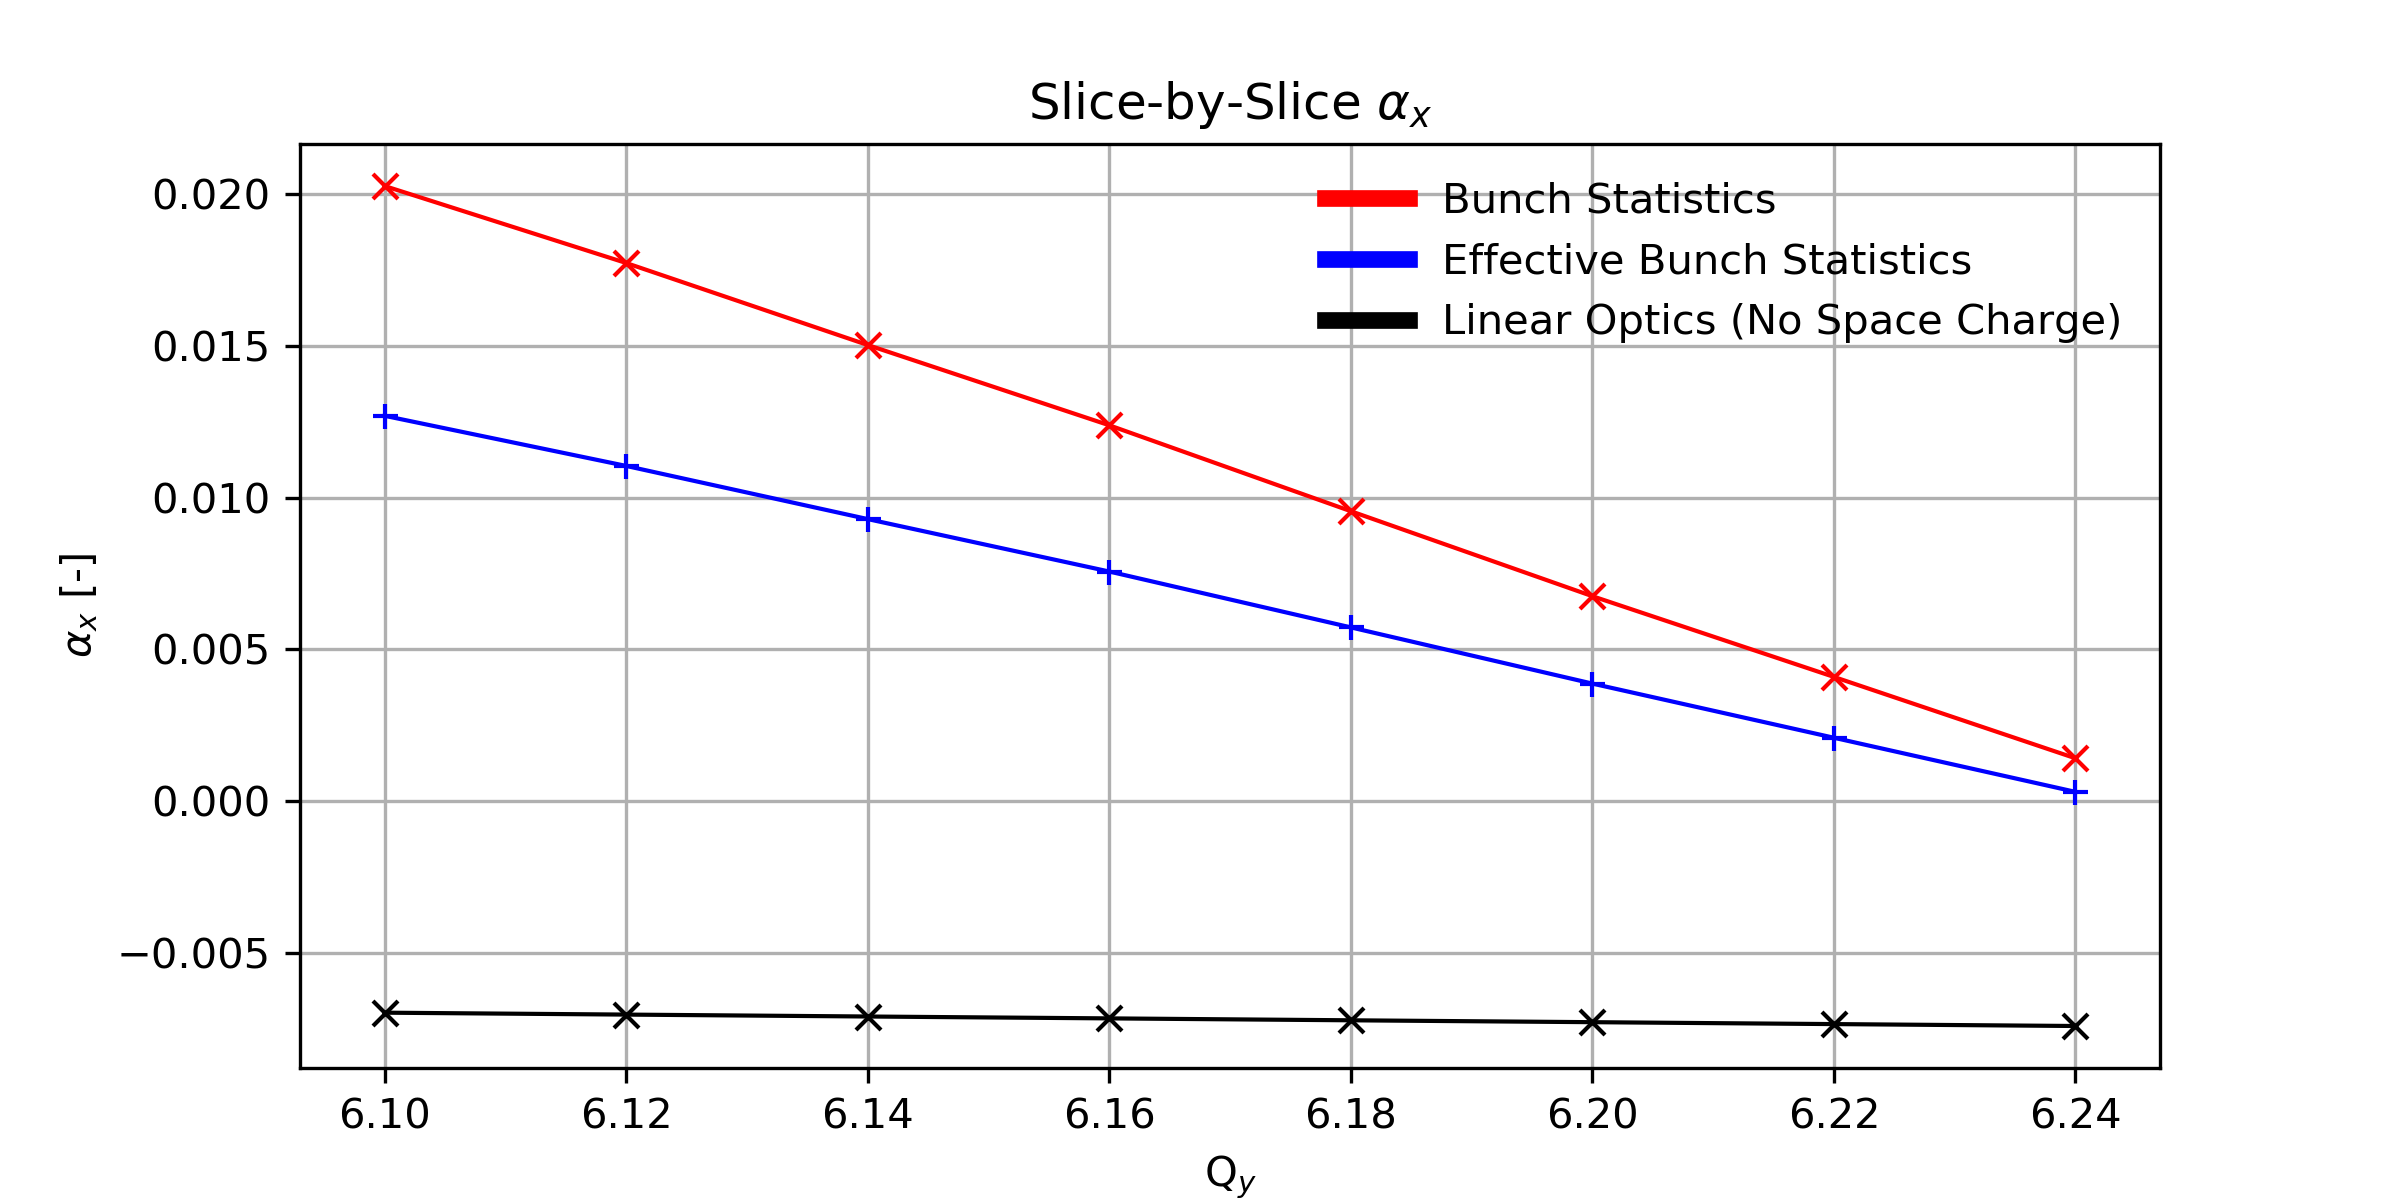 Slice-by-Slice αₓ
0.020
0.015
0.010
0.005
0.000
−0.005
αₓ [-]
Bunch Statistics
Effective Bunch Statistics
Linear Optics (No Space Charge)
6.10 6.12 6.14 6.16 6.18 6.20 6.22 6.24
Qy